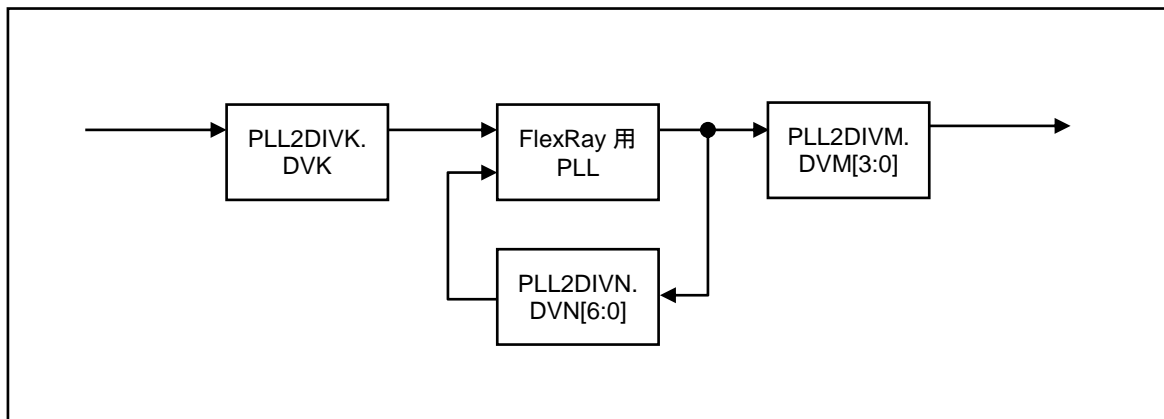 PLL2DIVK.
DVK
FlexRay 用
PLL
PLL2DIVM.
DVM[3:0]
PLL2DIVN.
DVN[6:0]